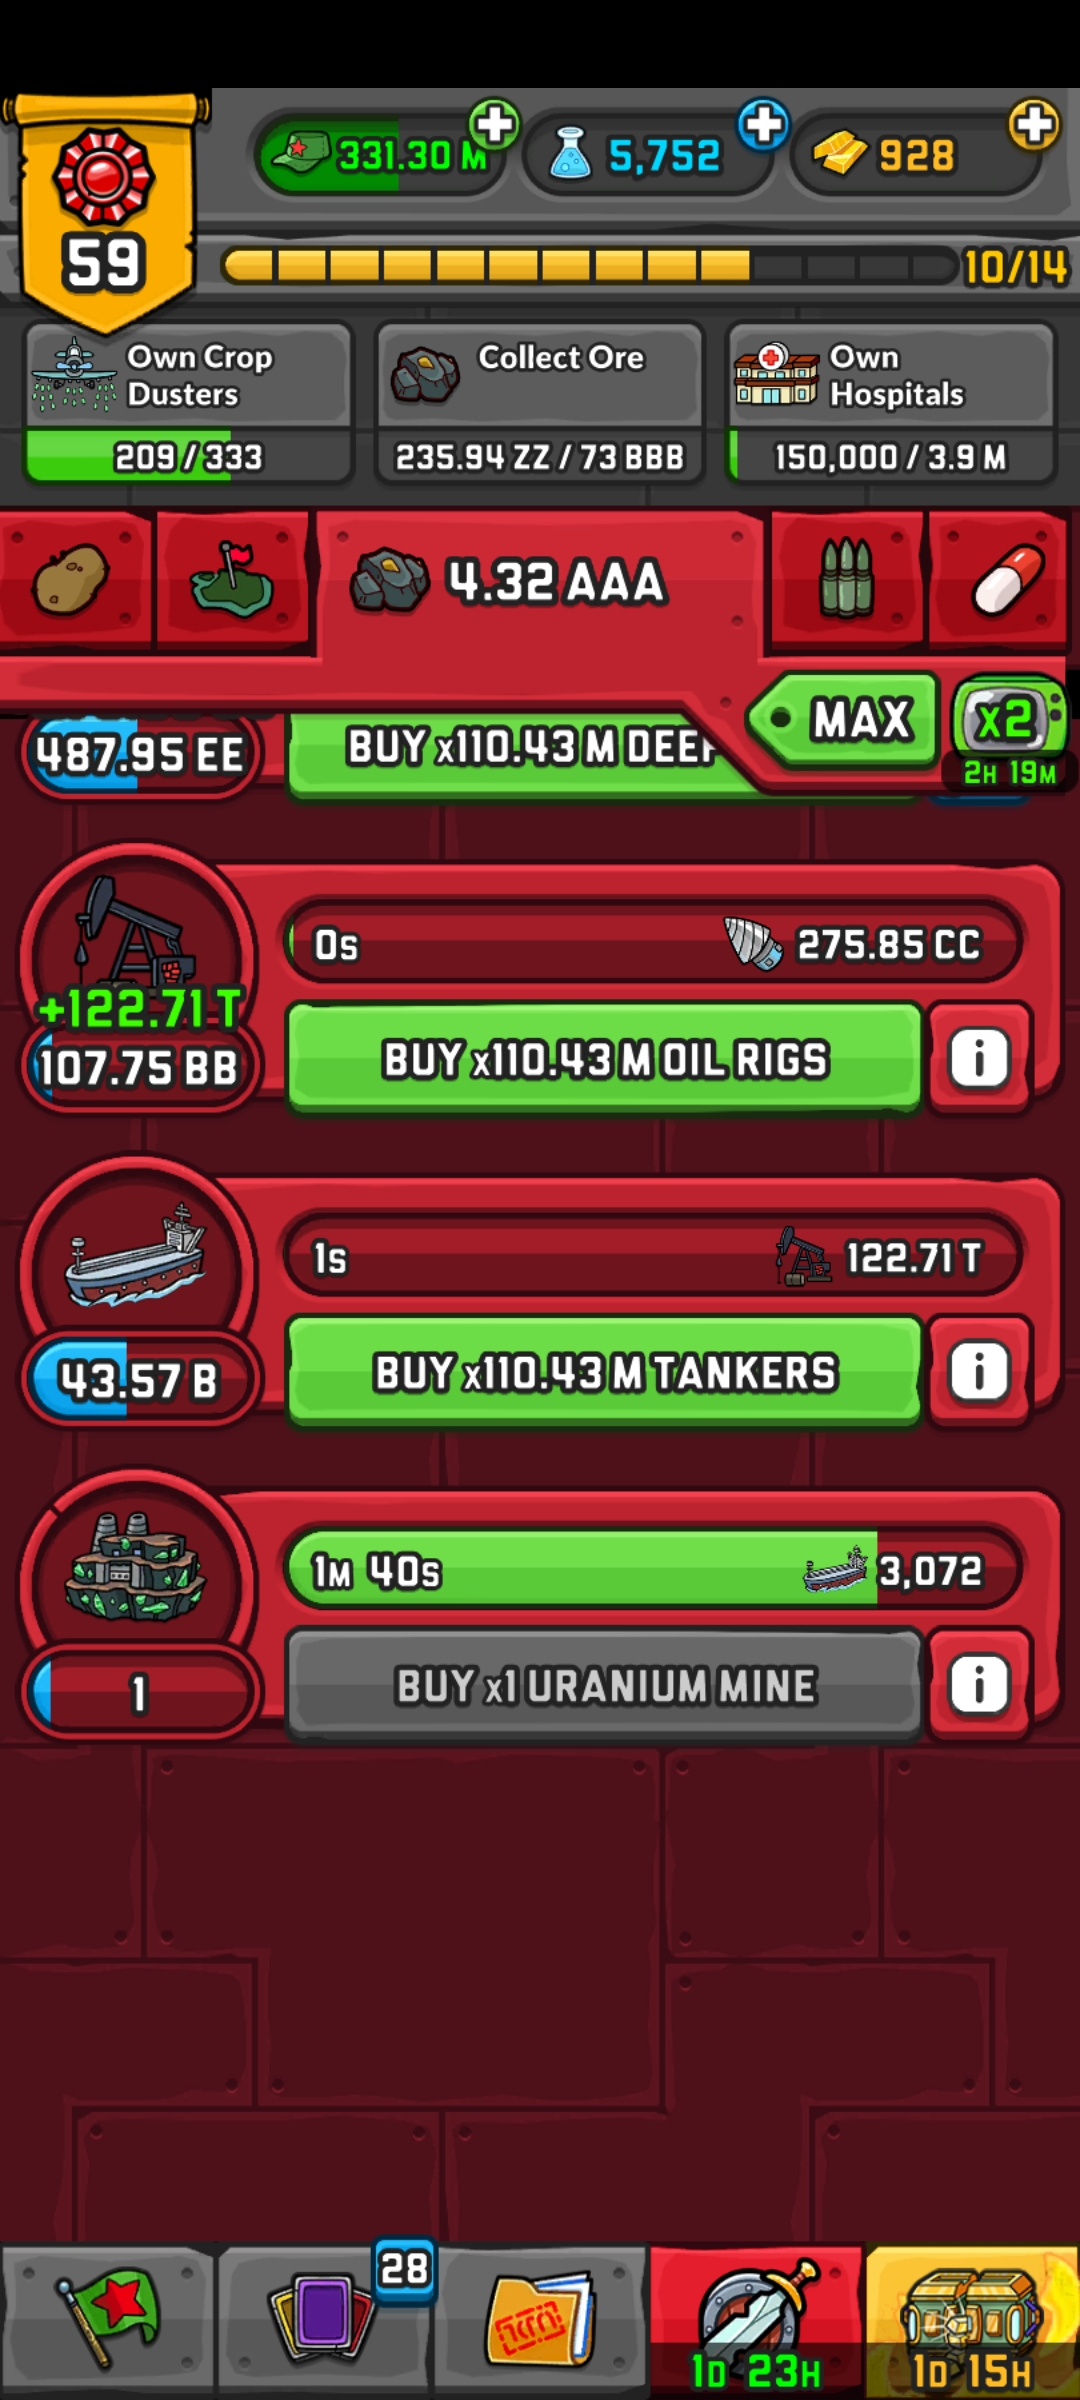 331.30 M
5,752
928
59
10/14
Own Crop
Dusters
209 / 333
Collect Ore
235.94 ZZ / 73 BBB
Own
Hospitals
150,000 / 3.9 M
4.32 AAA
MAX
x2
2H 19M
487.95 EE
BUY x110.43 M DEEP
0s
275.85 CC
+122.71 T
107.75 BB
BUY x110.43 M OIL RIGS
i
1s
122.71 T
43.57 B
BUY x110.43 M TANKERS
i
1M 40s
3,072
1
BUY x1 URANIUM MINE
i
28
1D 23H
1D 15H